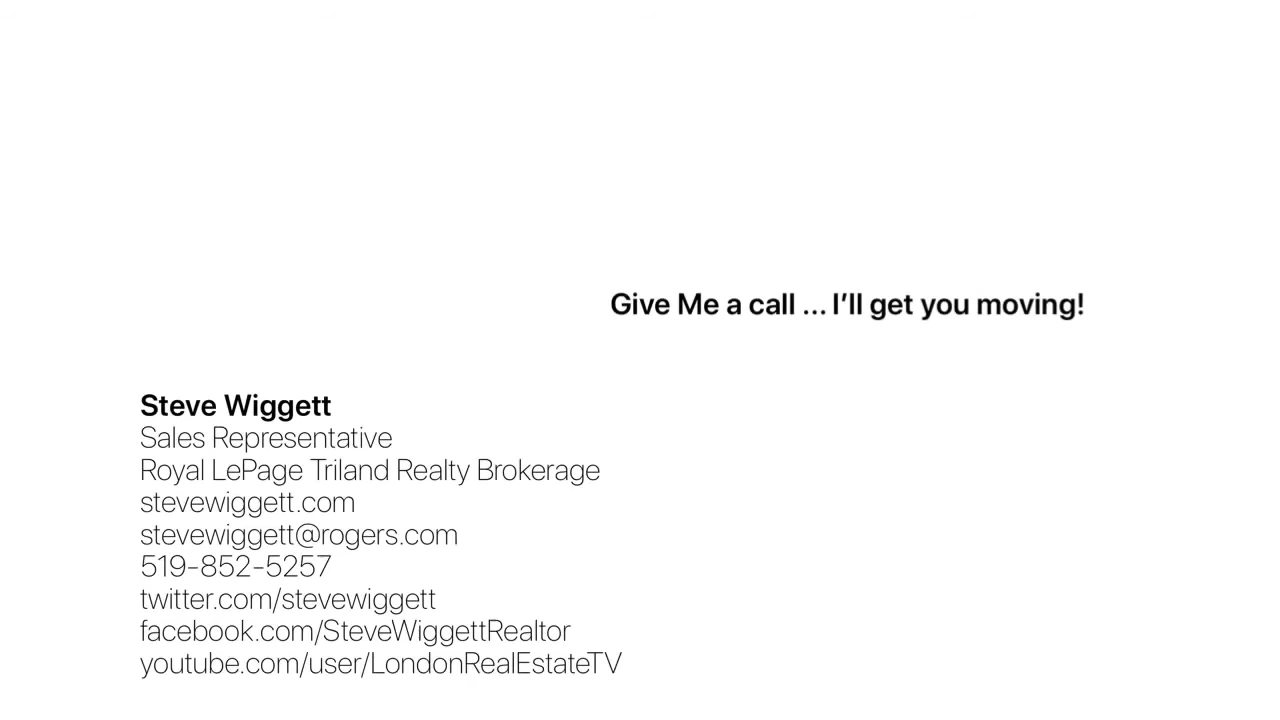 Give Me a call ... I’ll get you moving!
Steve Wiggett
Sales Representative
Royal LePage Triland Realty Brokerage
stevewiggett.com
stevewiggett@rogers.com
519-852-5257
twitter.com/stevewiggett
facebook.com/SteveWiggettRealtor
youtube.com/user/LondonRealEstateTV